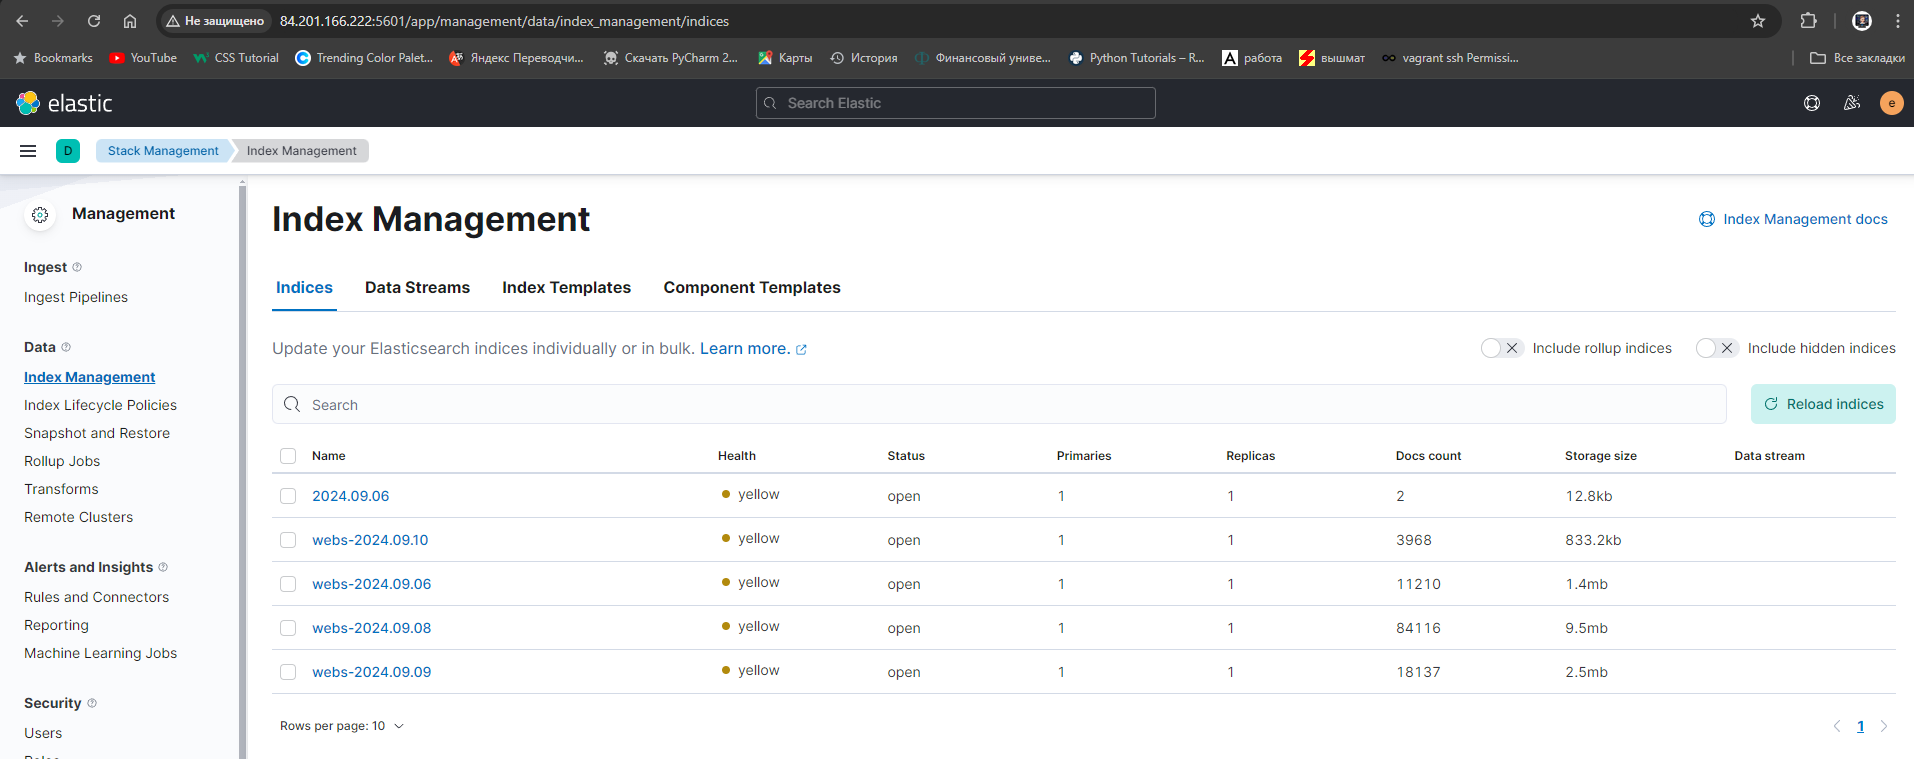 Не защищено 84.201.166.222:5601/app/management/data/index_management/indices
Bookmarks YouTube CSS Tutorial Trending Color Palet... Яндекс Переводчи... Скачать PyCharm 2... Карты История Финансовый униве... Python Tutorials – R... работа вышмат vagrant ssh Permissi... Все закладки
elastic Search Elastic e
D Stack Management Index Management
Management
Ingest
Ingest Pipelines
Data
Index Management
Index Lifecycle Policies
Snapshot and Restore
Rollup Jobs
Transforms
Remote Clusters
Alerts and Insights
Rules and Connectors
Reporting
Machine Learning Jobs
Security
Users
Index Management
Index Management docs
Indices Data Streams Index Templates Component Templates
Update your Elasticsearch indices individually or in bulk. Learn more. Include rollup indices Include hidden indices
Search Reload indices
Name Health Status Primaries Replicas Docs count Storage size Data stream
2024.09.06 yellow open 1 1 2 12.8kb
webs-2024.09.10 yellow open 1 1 3968 833.2kb
webs-2024.09.06 yellow open 1 1 11210 1.4mb
webs-2024.09.08 yellow open 1 1 84116 9.5mb
webs-2024.09.09 yellow open 1 1 18137 2.5mb
Rows per page: 10 1